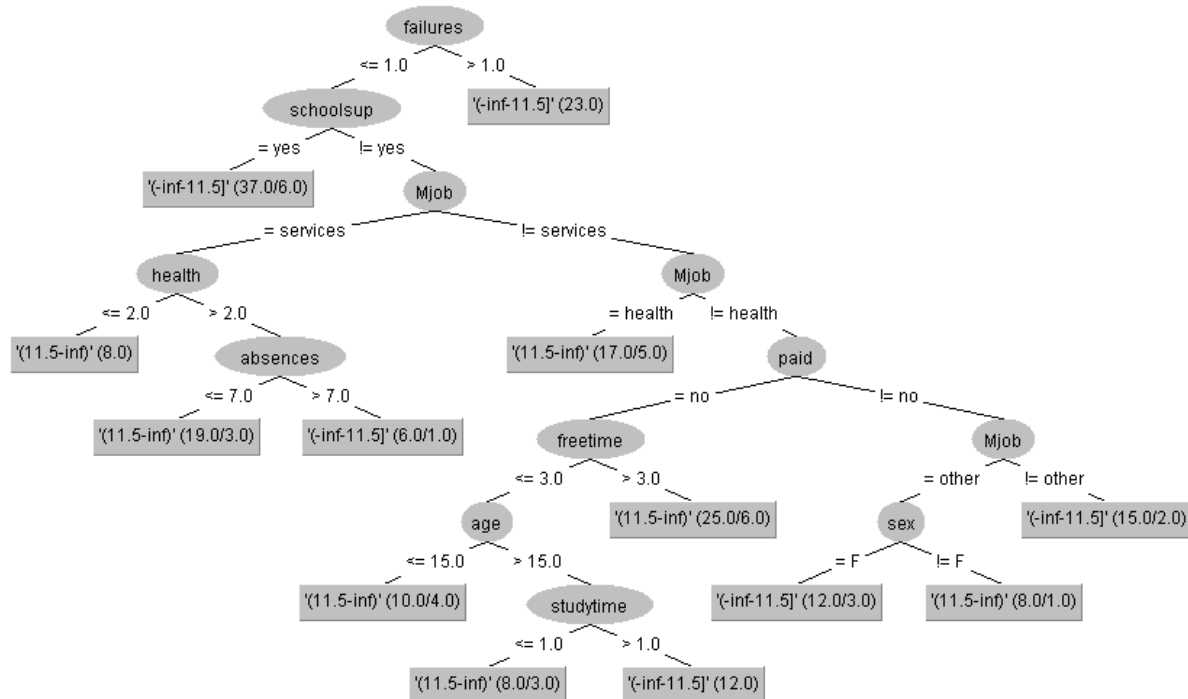 failures
<= 1.0 > 1.0
schoolsup '(-inf-11.5]' (23.0)
= yes != yes
'(-inf-11.5]' (37.0/6.0) Mjob
= services != services
health Mjob
<= 2.0 > 2.0 = health != health
'(11.5-inf)' (8.0) absences '(11.5-inf)' (17.0/5.0) paid
<= 7.0 > 7.0 = no != no
'(11.5-inf)' (19.0/3.0) '(-inf-11.5]' (6.0/1.0) freetime Mjob
<= 3.0 > 3.0 = other != other
age '(11.5-inf)' (25.0/6.0) sex '(-inf-11.5]' (15.0/2.0)
<= 15.0 > 15.0 = F != F
'(11.5-inf)' (10.0/4.0) studytime '(-inf-11.5]' (12.0/3.0) '(11.5-inf)' (8.0/1.0)
<= 1.0 > 1.0
'(11.5-inf)' (8.0/3.0) '(-inf-11.5]' (12.0)